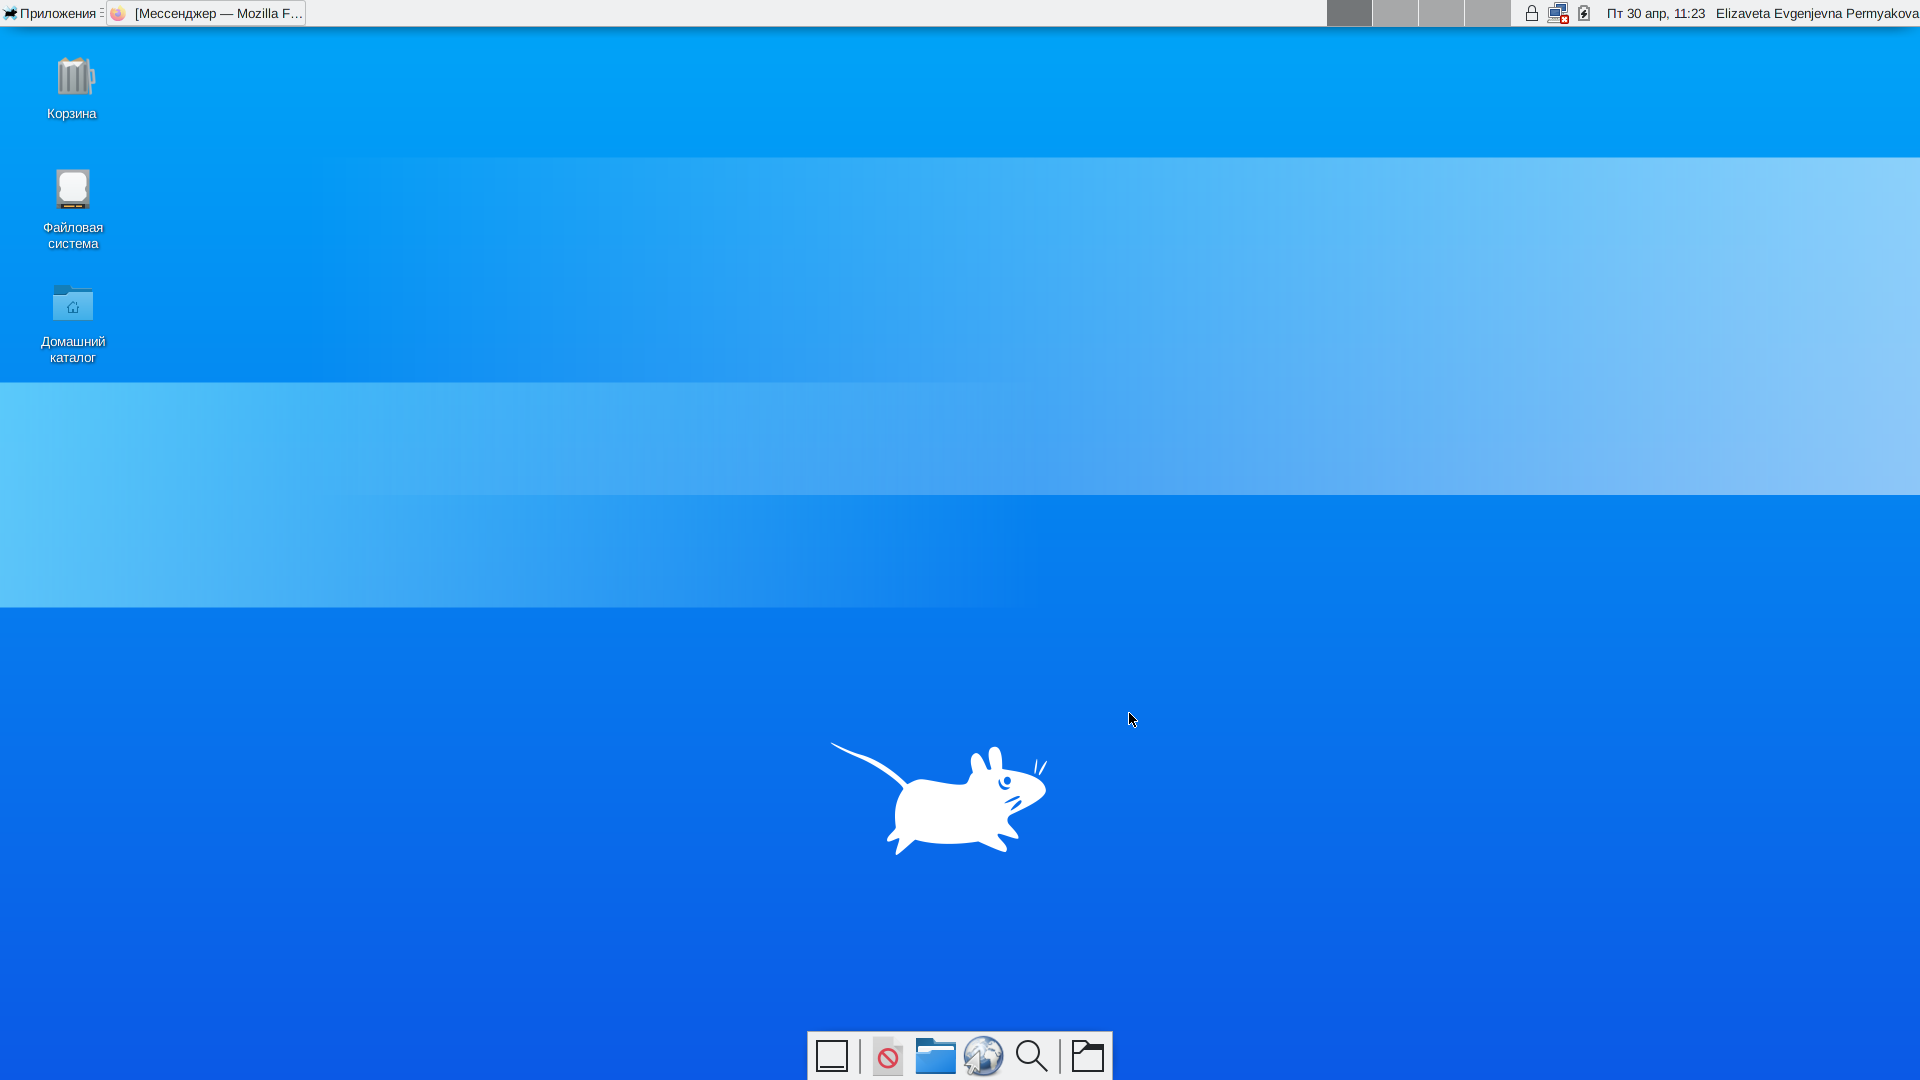 Приложения
[Мессенджер — Mozilla F...
Пт 30 апр, 11:23
Elizaveta Evgenjevna Permyakova
Корзина
Файловая
система
Домашний
каталог